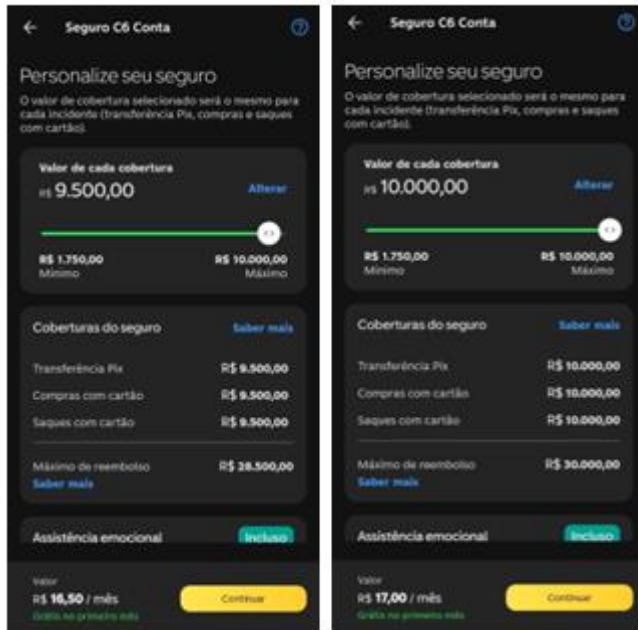 Seguro C6 Conta
Personalize seu seguro
O valor de cobertura selecionado será o mesmo para
cada incidente (transferência Pix, compras e saques
com cartão).
Valor de cada cobertura
R$ 9.500,00
Alterar
R$ 1.750,00
R$ 10.000,00
Mínimo
Máximo
Coberturas do seguro
Saber mais
Transferência Pix
R$ 9.500,00
Compras com cartão
R$ 9.500,00
Saques com cartão
R$ 9.500,00
Máximo de reembolso
R$ 28.500,00
Saber mais
Assistência emocional
Incluso
Valor
R$ 16,50 / mês
Continuar
Grátis no primeiro mês
Seguro C6 Conta
Personalize seu seguro
O valor de cobertura selecionado será o mesmo para
cada incidente (transferência Pix, compras e saques
com cartão).
Valor de cada cobertura
R$ 10.000,00
Alterar
R$ 1.750,00
R$ 10.000,00
Mínimo
Máximo
Coberturas do seguro
Saber mais
Transferência Pix
R$ 10.000,00
Compras com cartão
R$ 10.000,00
Saques com cartão
R$ 10.000,00
Máximo de reembolso
R$ 30.000,00
Saber mais
Assistência emocional
Incluso
Valor
R$ 17,00 / mês
Continuar
Grátis no primeiro mês